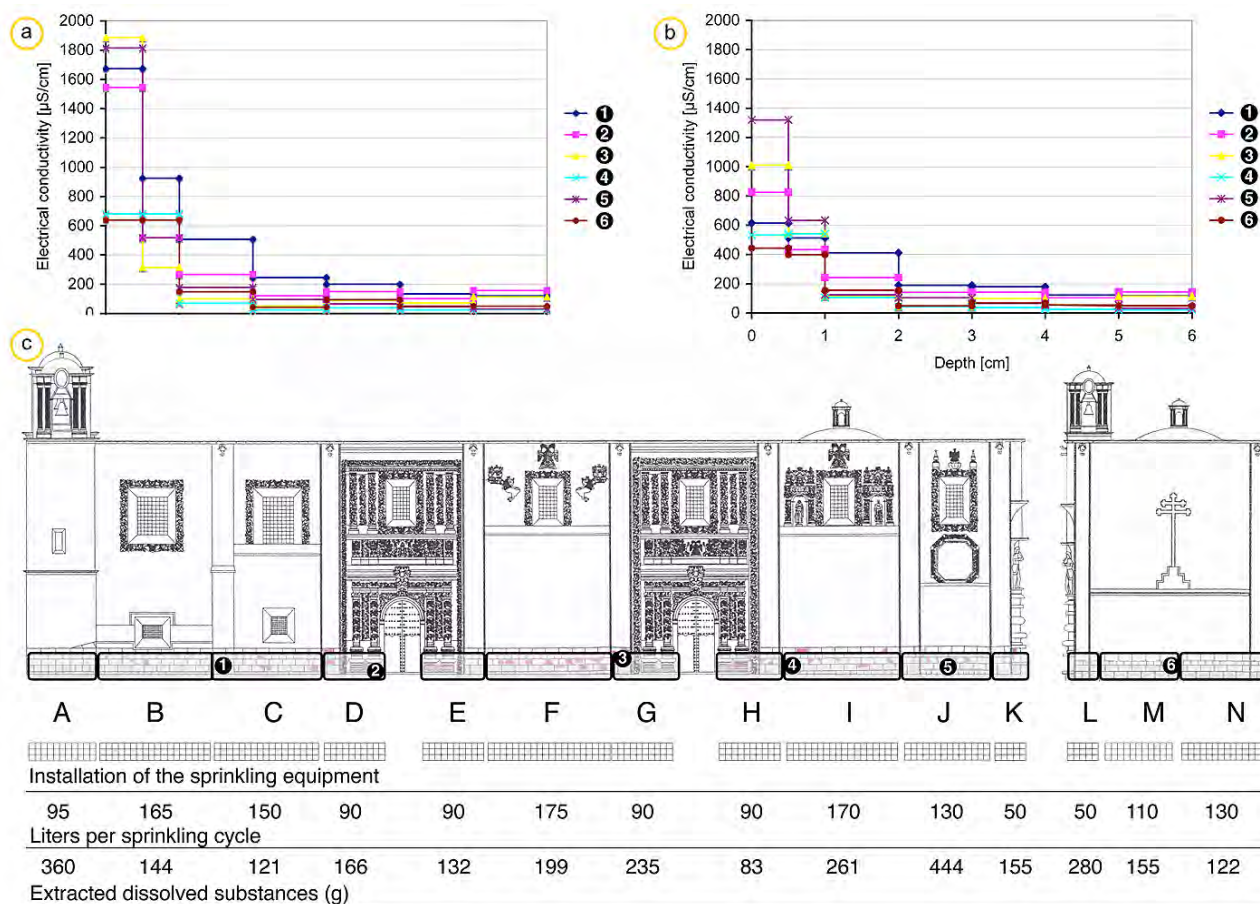 a
2000
1800
1600
1400
1200
1000
800
600
400
200
0
Electrical conductivity [µS/cm]
1
2
3
4
5
6
b
2000
1800
1600
1400
1200
1000
800
600
400
200
0
Electrical conductivity [µS/cm]
0 1 2 3 4 5 6
Depth [cm]
1
2
3
4
5
6
c
1 2 3 4 5 6
A B C D E F G H I J K L M N
Installation of the sprinkling equipment
95 165 150 90 90 175 90 90 170 130 50 50 110 130
Liters per sprinkling cycle
360 144 121 166 132 199 235 83 261 444 155 280 155 122
Extracted dissolved substances (g)